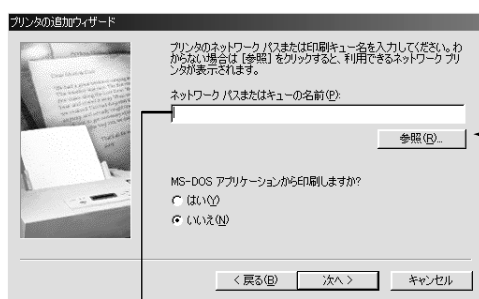 プリンタの追加ウィザード
プリンタのネットワーク パスまたは印刷キュー名を入力してください。わ
からない場合は [参照] をクリックすると、利用できるネットワーク プリ
ンタが表示されます。
ネットワーク パスまたはキューの名前(P):
参照(R)...
MS-DOS アプリケーションから印刷しますか?
はい(Y)
いいえ(N)
< 戻る(B)
次へ >
キャンセル